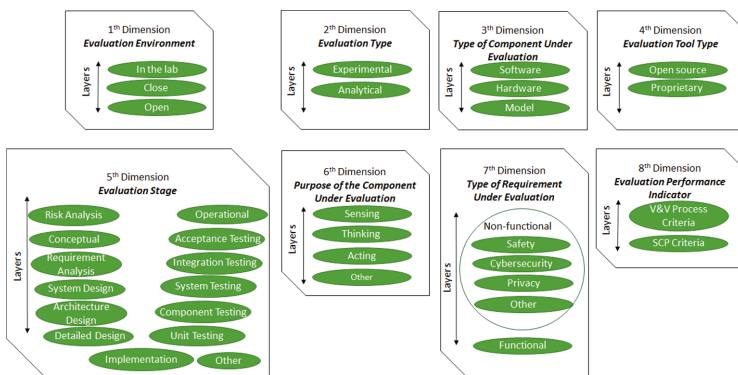 1th Dimension
Evaluation Environment
Layers
In the lab
Close
Open
2th Dimension
Evaluation Type
Layers
Experimental
Analytical
3th Dimension
Type of Component Under
Evaluation
Layers
Software
Hardware
Model
4th Dimension
Evaluation Tool Type
Layers
Open source
Proprietary
5th Dimension
Evaluation Stage
Layers
Risk Analysis
Conceptual
Requirement
Analysis
System Design
Architecture
Design
Detailed Design
Implementation
Operational
Acceptance Testing
Integration Testing
System Testing
Component Testing
Unit Testing
Other
6th Dimension
Purpose of the Component
Under Evaluation
Layers
Sensing
Thinking
Acting
Other
7th Dimension
Type of Requirement Under
Evaluation
Layers
Non-functional
Safety
Cybersecurity
Privacy
Other
Functional
8th Dimension
Evaluation Performance
Indicator
Layers
V&V Process
Criteria
SCP Criteria